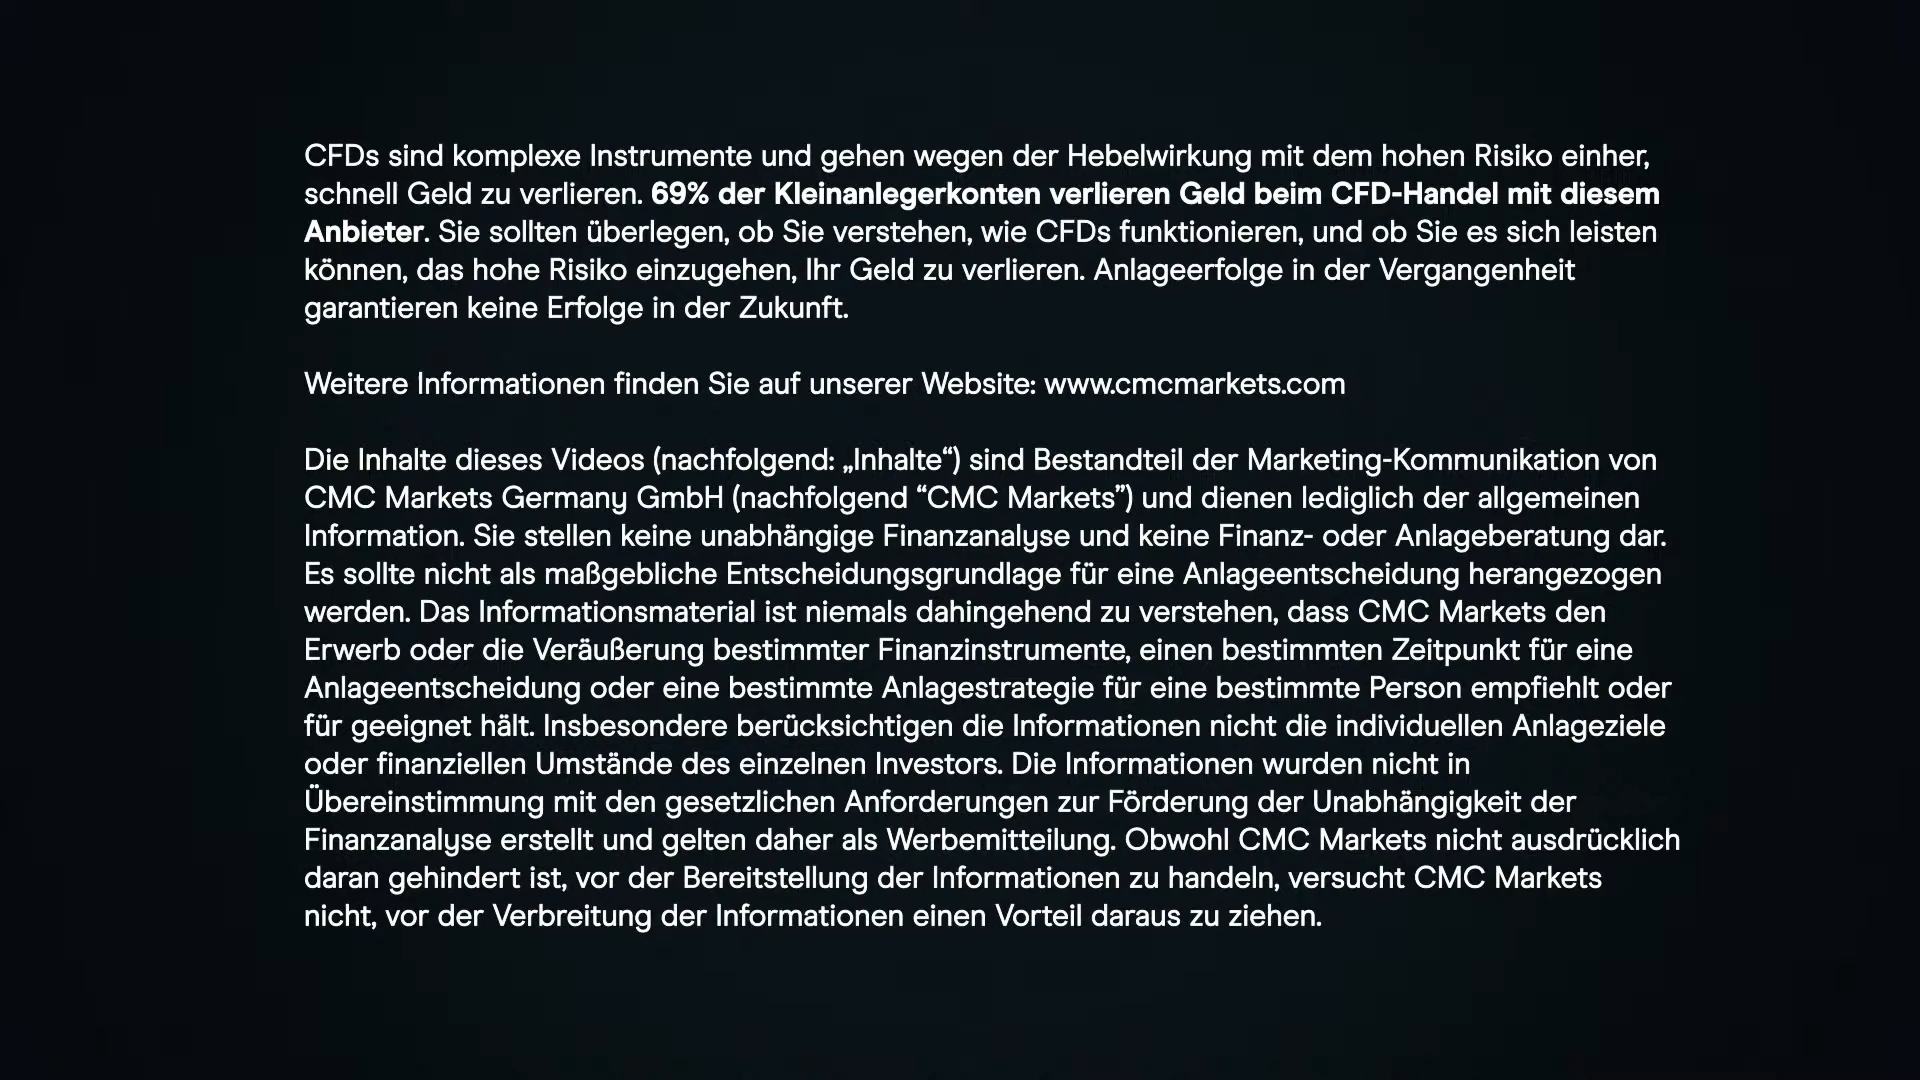 CFDs sind komplexe Instrumente und gehen wegen der Hebelwirkung mit dem hohen Risiko einher,
schnell Geld zu verlieren. 69% der Kleinanlegerkonten verlieren Geld beim CFD-Handel mit diesem
Anbieter. Sie sollten überlegen, ob Sie verstehen, wie CFDs funktionieren, und ob Sie es sich leisten
können, das hohe Risiko einzugehen, Ihr Geld zu verlieren. Anlageerfolge in der Vergangenheit
garantieren keine Erfolge in der Zukunft.
Weitere Informationen finden Sie auf unserer Website: www.cmcmarkets.com
Die Inhalte dieses Videos (nachfolgend: „Inhalte“) sind Bestandteil der Marketing-Kommunikation von
CMC Markets Germany GmbH (nachfolgend “CMC Markets”) und dienen lediglich der allgemeinen
Information. Sie stellen keine unabhängige Finanzanalyse und keine Finanz- oder Anlageberatung dar.
Es sollte nicht als maßgebliche Entscheidungsgrundlage für eine Anlageentscheidung herangezogen
werden. Das Informationsmaterial ist niemals dahingehend zu verstehen, dass CMC Markets den
Erwerb oder die Veräußerung bestimmter Finanzinstrumente, einen bestimmten Zeitpunkt für eine
Anlageentscheidung oder eine bestimmte Anlagestrategie für eine bestimmte Person empfiehlt oder
für geeignet hält. Insbesondere berücksichtigen die Informationen nicht die individuellen Anlageziele
oder finanziellen Umstände des einzelnen Investors. Die Informationen wurden nicht in
Übereinstimmung mit den gesetzlichen Anforderungen zur Förderung der Unabhängigkeit der
Finanzanalyse erstellt und gelten daher als Werbemitteilung. Obwohl CMC Markets nicht ausdrücklich
daran gehindert ist, vor der Bereitstellung der Informationen zu handeln, versucht CMC Markets
nicht, vor der Verbreitung der Informationen einen Vorteil daraus zu ziehen.